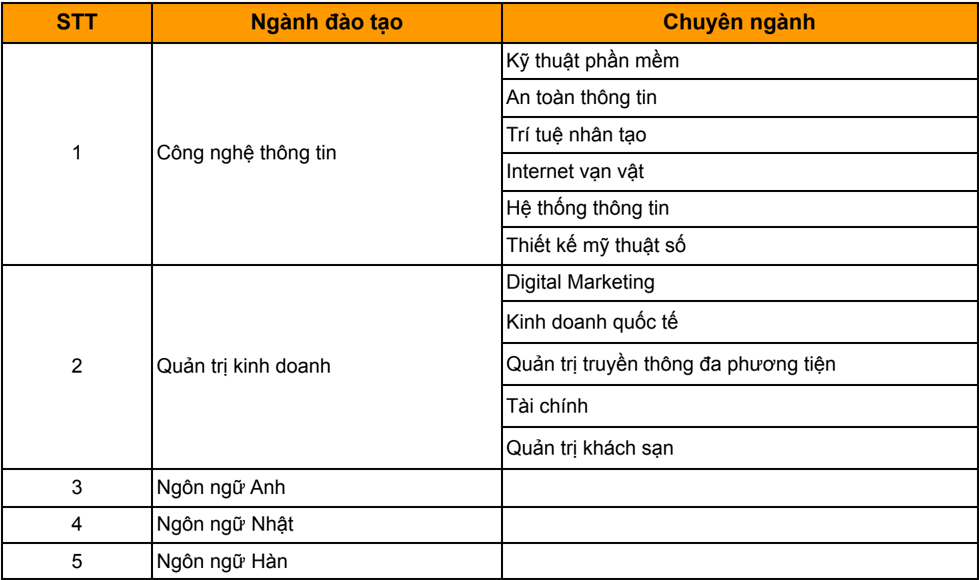 STT Ngành đào tạo Chuyên ngành
1 Công nghệ thông tin Kỹ thuật phần mềm
An toàn thông tin
Trí tuệ nhân tạo
Internet vạn vật
Hệ thống thông tin
Thiết kế mỹ thuật số
2 Quản trị kinh doanh Digital Marketing
Kinh doanh quốc tế
Quản trị truyền thông đa phương tiện
Tài chính
Quản trị khách sạn
3 Ngôn ngữ Anh
4 Ngôn ngữ Nhật
5 Ngôn ngữ Hàn